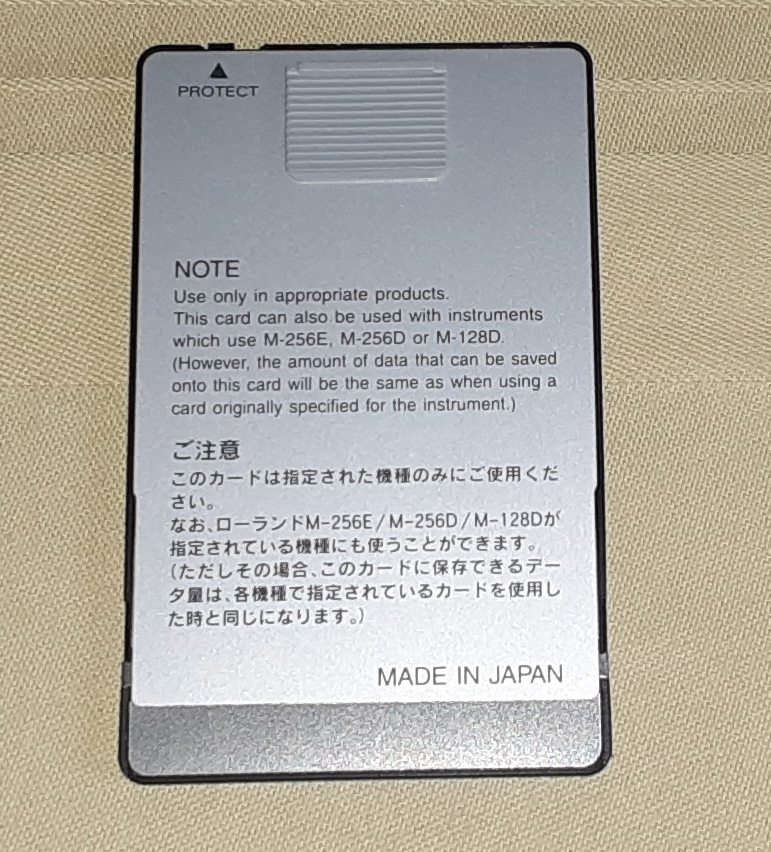 ▲
PROTECT
NOTE
Use only in appropriate products.
This card can also be used with instruments
which use M-256E, M-256D or M-128D.
(However, the amount of data that can be saved
onto this card will be the same as when using a
card originally specified for the instrument.)
ご注意
このカードは指定された機種のみにご使用くだ
さい。
なお、ローランドM-256E/M-256D/M-128Dが
指定されている機種にも使うことができます。
(ただしその場合、このカードに保存できるデー
タ量は、各機種で指定されているカードを使用し
た時と同じになります。)
MADE IN JAPAN